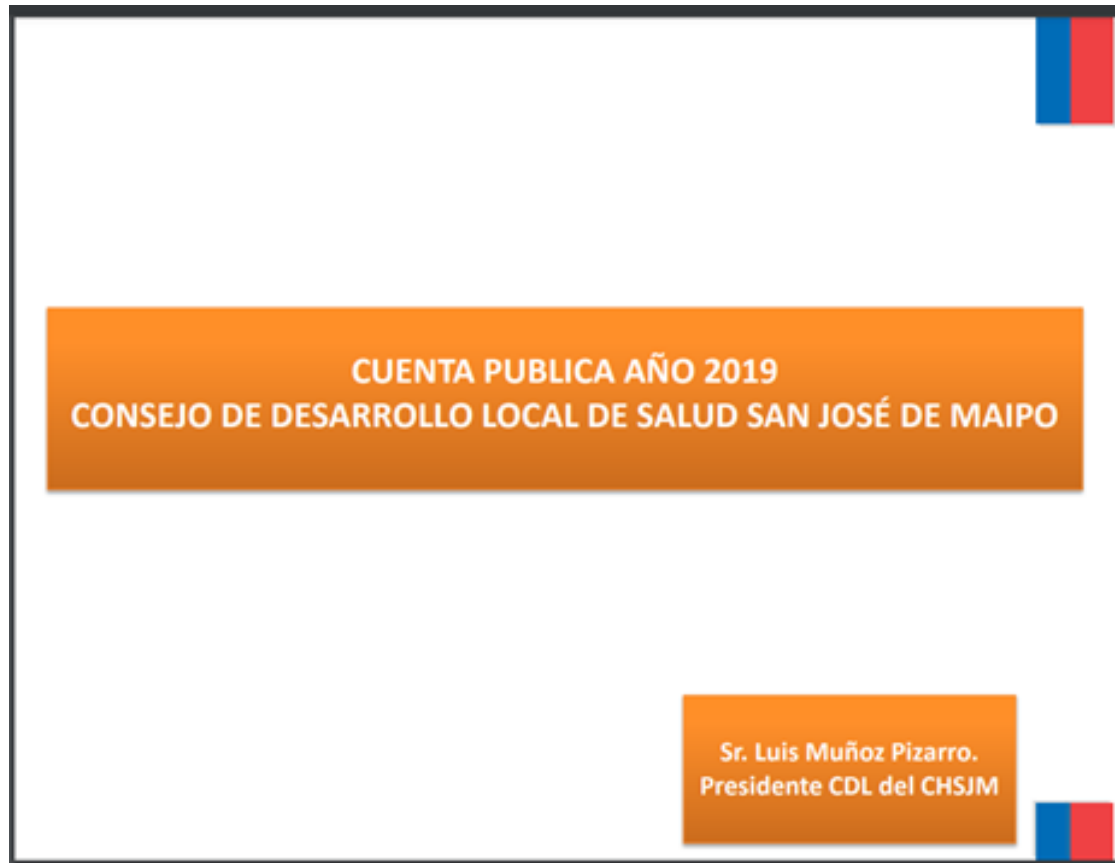 CUENTA PUBLICA AÑO 2019
CONSEJO DE DESARROLLO LOCAL DE SALUD SAN JOSÉ DE MAIPO
Sr. Luis Muñoz Pizarro.
Presidente CDL del CHSJM